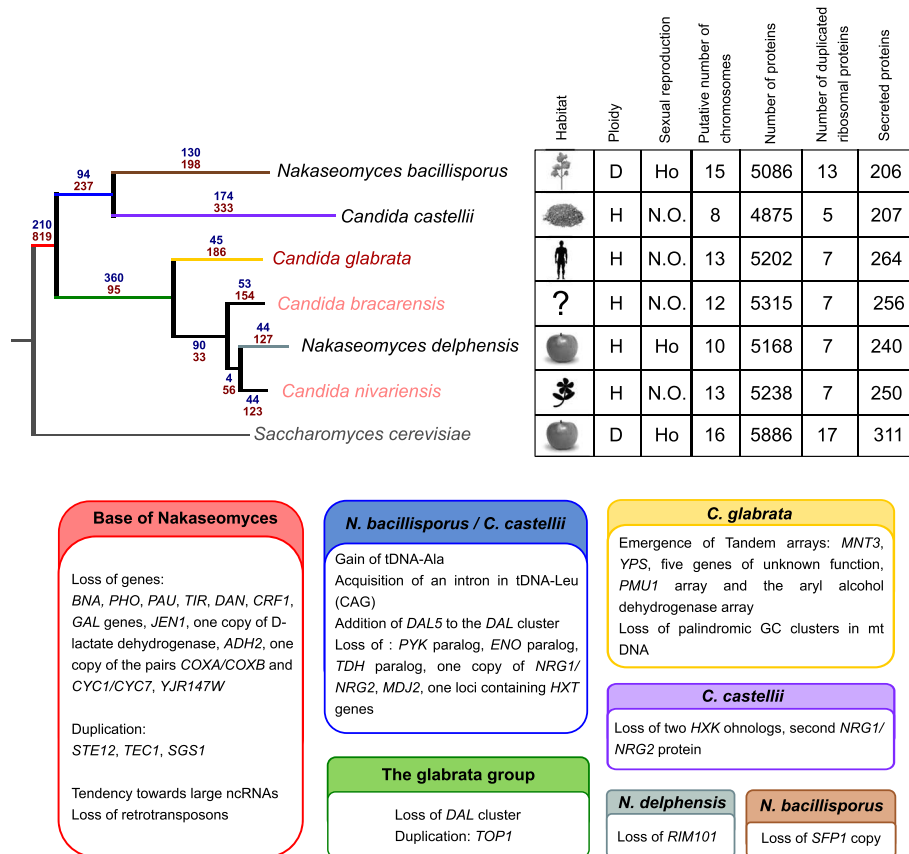 Habitat
Ploidy
Sexual reproduction
Putative number of
chromosomes
Number of proteins
Number of duplicated
ribosomal proteins
Secreted proteins
130
198
Nakaseomyces bacillisporus
D Ho 15 5086 13 206
94
237
174
333
Candida castellii
H N.O. 8 4875 5 207
210
819
45
186
Candida glabrata
H N.O. 13 5202 7 264
360
95
53
154
Candida bracarensis
? H N.O. 12 5315 7 256
90
33
44
127
Nakaseomyces delphensis
H Ho 10 5168 7 240
4
56
44
123
Candida nivariensis
H N.O. 13 5238 7 250
Saccharomyces cerevisiae
D Ho 16 5886 17 311
Base of Nakaseomyces
Loss of genes:
BNA, PHO, PAU, TIR, DAN, CRF1,
GAL genes, JEN1, one copy of D-
lactate dehydrogenase, ADH2, one
copy of the pairs COXA/COXB and
CYC1/CYC7, YJR147W
Duplication:
STE12, TEC1, SGS1
Tendency towards large ncRNAs
Loss of retrotransposons
N. bacillisporus / C. castellii
Gain of tDNA-Ala
Acquisition of an intron in tDNA-Leu
(CAG)
Addition of DAL5 to the DAL cluster
Loss of : PYK paralog, ENO paralog,
TDH paralog, one copy of NRG1/
NRG2, MDJ2, one loci containing HXT
genes
The glabrata group
Loss of DAL cluster
Duplication: TOP1
C. glabrata
Emergence of Tandem arrays: MNT3,
YPS, five genes of unknown function,
PMU1 array and the aryl alcohol
dehydrogenase array
Loss of palindromic GC clusters in mt
DNA
C. castellii
Loss of two HXK ohnologs, second NRG1/
NRG2 protein
N. delphensis
Loss of RIM101
N. bacillisporus
Loss of SFP1 copy